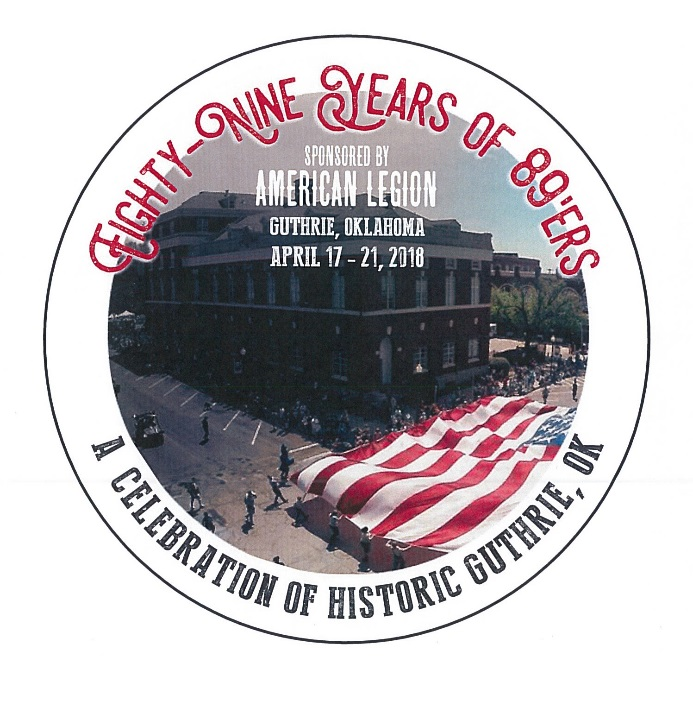 Eighty-Nine Years of 89'ers
SPONSORED BY
AMERICAN LEGION
GUTHRIE, OKLAHOMA
APRIL 17 - 21, 2018
A CELEBRATION OF HISTORIC GUTHRIE, OK